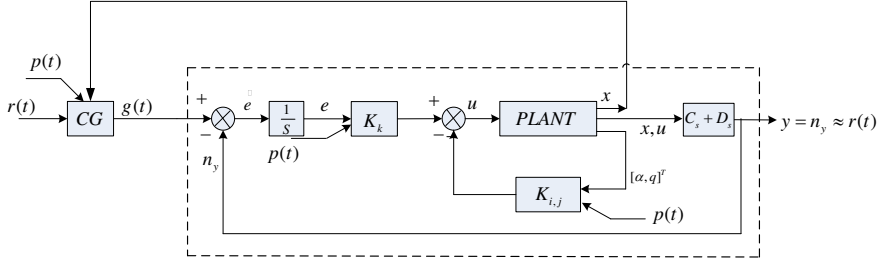 p(t)
r(t)
CG
g(t)
+
−
e
n_y
1
S
e
p(t)
K_k
+
−
u
PLANT
x
x,u
[α,q]^T
K_{i,j}
p(t)
C_s + D_s
y = n_y ≈ r(t)